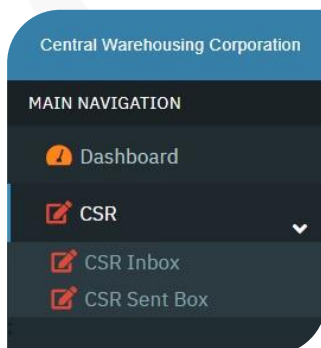 Central Warehousing Corporation
MAIN NAVIGATION
Dashboard
CSR
CSR Inbox
CSR Sent Box